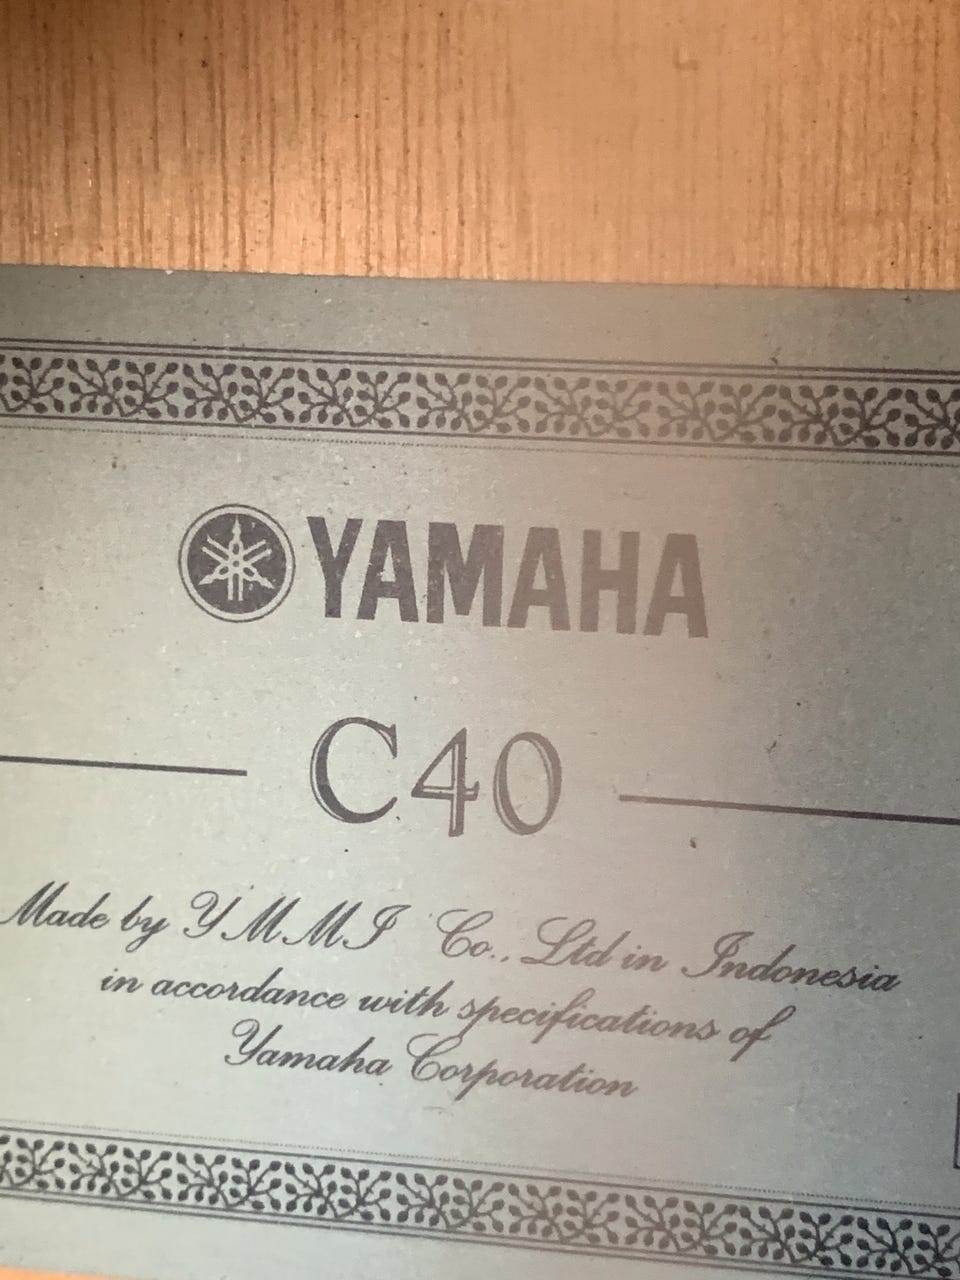 YAMAHA
C40
Made by YMMI Co., Ltd in Indonesia
in accordance with specifications of
Yamaha Corporation